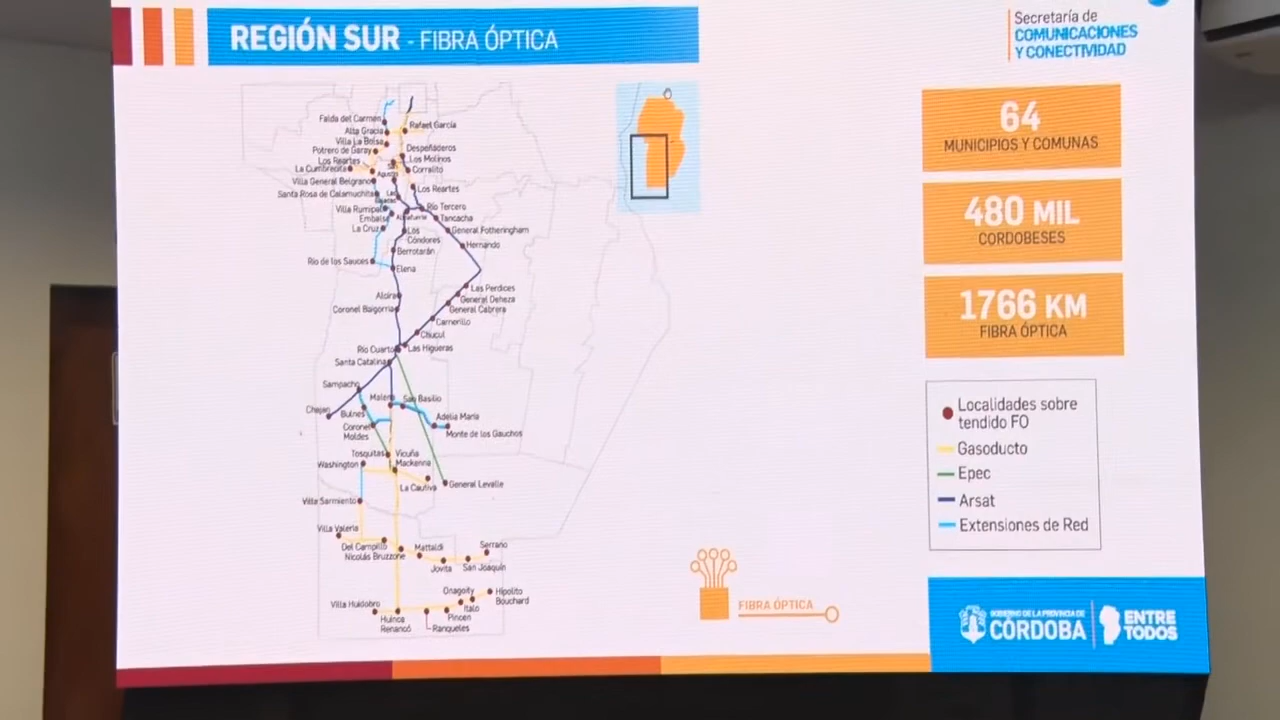 REGIÓN SUR - FIBRA ÓPTICA
Secretaría de
COMUNICACIONES
Y CONECTIVIDAD
64
MUNICIPIOS Y COMUNAS
480 MIL
CORDOBESES
1766 KM
FIBRA ÓPTICA
Localidades sobre
tendido FO
Gasoducto
Epec
Arsat
Extensiones de Red
Falda del Carmen
Alta Gracia
Rafael García
Villa La Bolsa
Potrero de Garay
Despeñaderos
Los Reartes
Los Molinos
La Cumbrecita
San
Agustín
Corralito
Villa General Belgrano
Los Reartes
Santa Rosa de Calamuchita
Villa Rumipal
Río Tercero
Embalse
Almafuerte
Tancacha
La Cruz
Los
Cóndores
General Fotheringham
Hernando
Berrotarán
Río de los Sauces
Elena
Las Perdices
Alcira
General Deheza
Coronel Baigorria
General Cabrera
Carnerillo
Chucul
Río Cuarto
Las Higueras
Santa Catalina
Sampacho
Malena
San Basilio
Chaján
Bulnes
Adelia María
Coronel
Moldes
Monte de los Gauchos
Tosquitas
Vicuña
Mackenna
Washington
La Cautiva
General Levalle
Villa Sarmiento
Villa Valeria
Del Campillo
Mattaldi
Serrano
Nicolás Bruzzone
Jovita
San Joaquín
Onagoity
Hipólito
Bouchard
Villa Huidobro
Italo
Huinca
Renancó
Pincen
Ranqueles
FIBRA ÓPTICA
GOBIERNO DE LA PROVINCIA DE
CÓRDOBA
ENTRE
TODOS